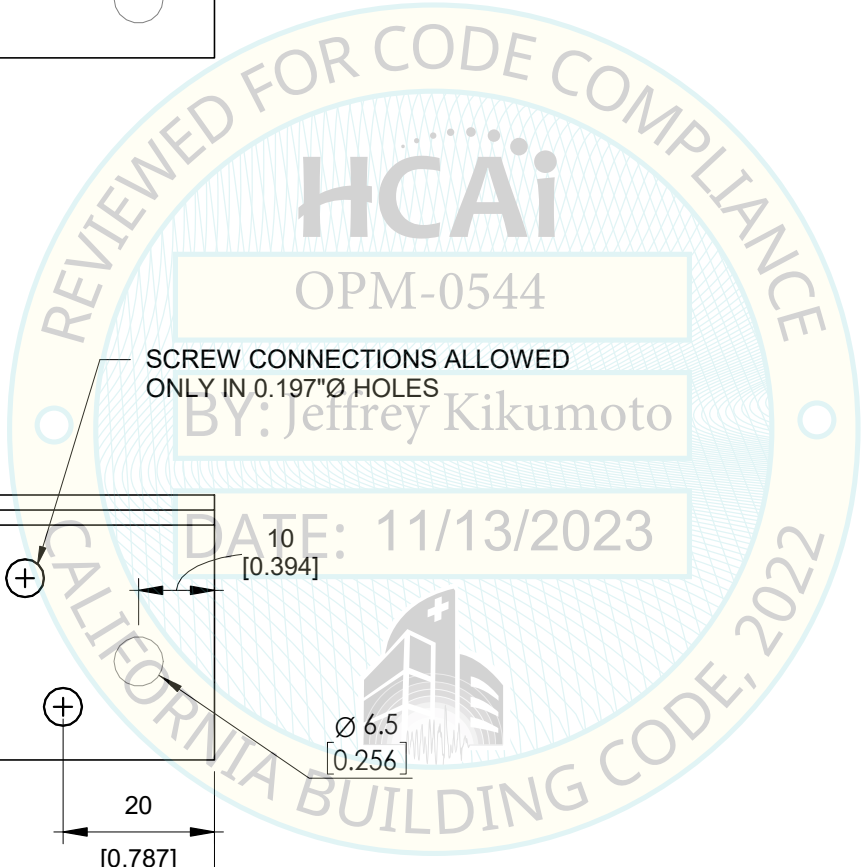 REVIEWED FOR CODE COMPLIANCE
HCAi
OPM-0544
SCREW CONNECTIONS ALLOWED
ONLY IN 0.197"Ø HOLES
BY: Jeffrey Kikumoto
DATE: 11/13/2023
10
[0.394]
Ø 6.5
[0.256]
20
[0.787]
CALIFORNIA BUILDING CODE, 2022